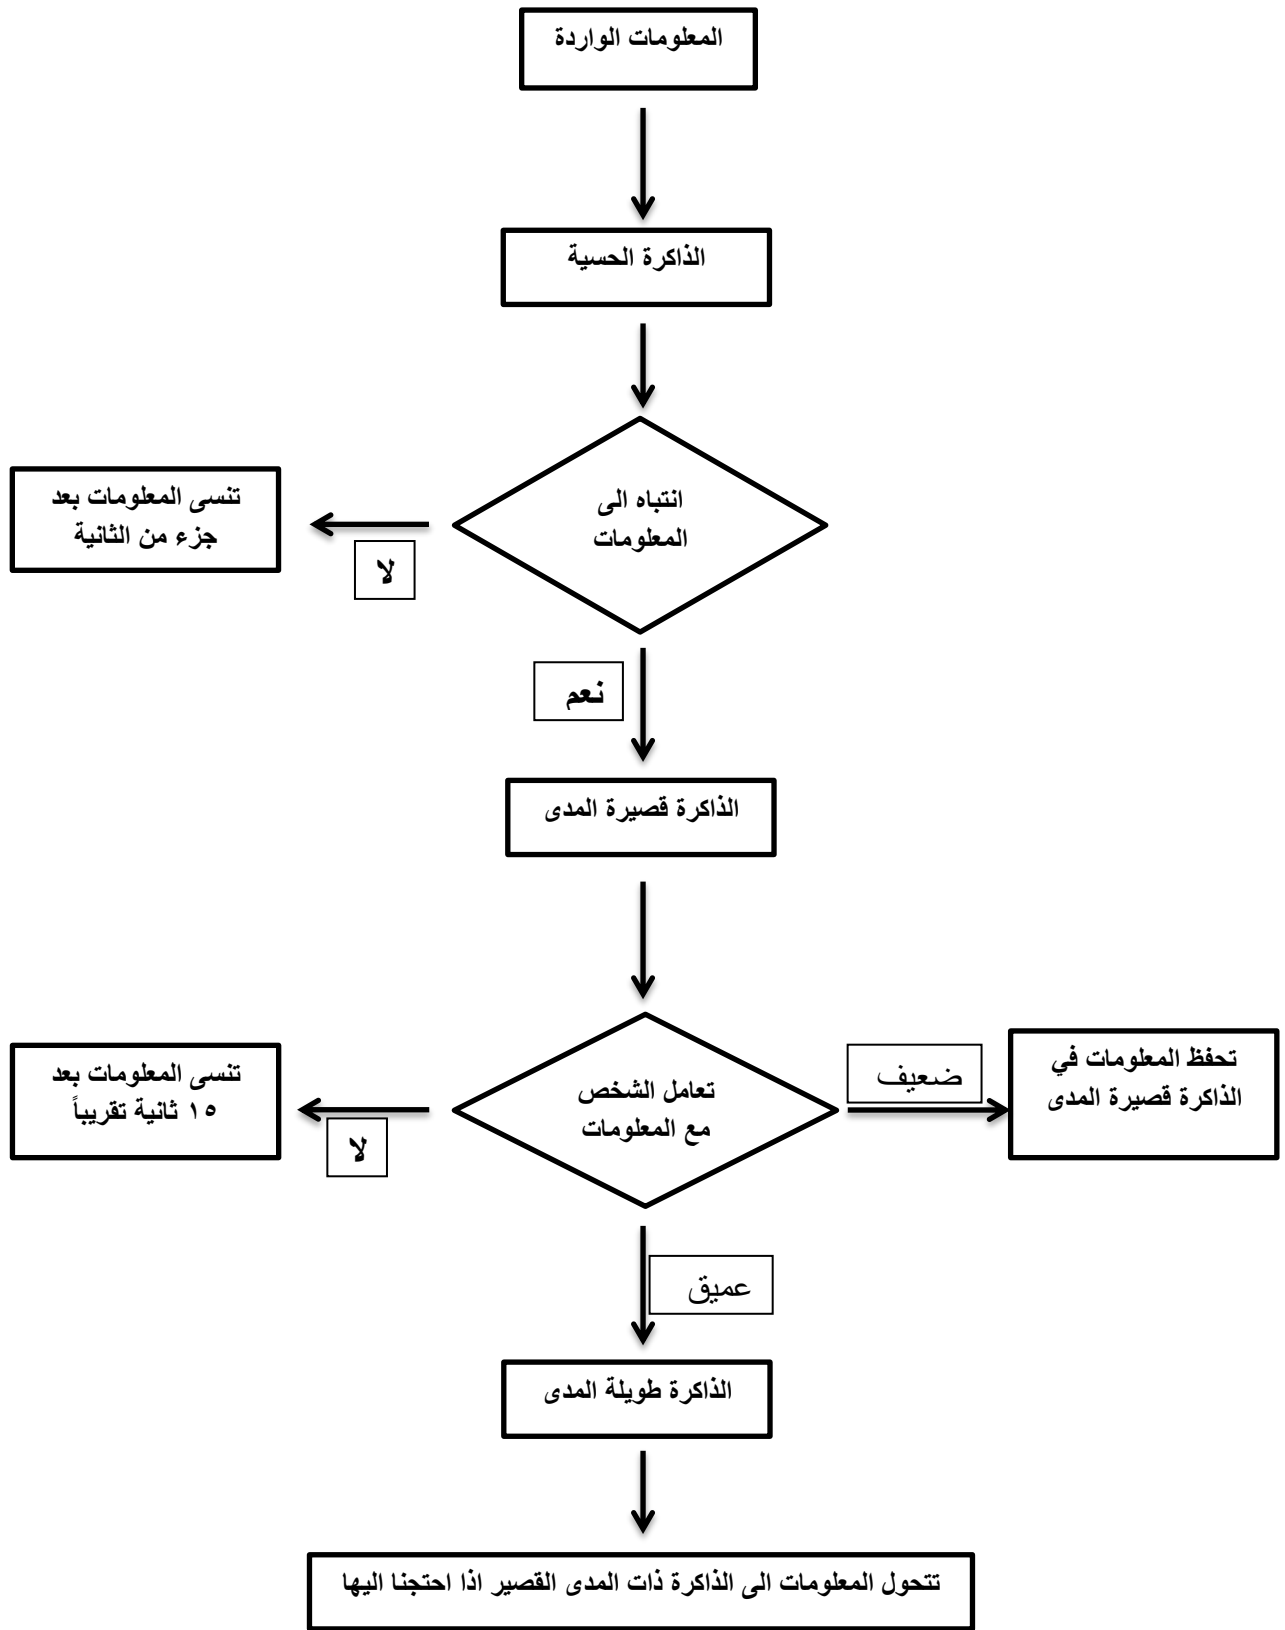 المعلومات الواردة
الذاكرة الحسية
انتباه الى
المعلومات
تنسى المعلومات بعد
جزء من الثانية
لا
نعم
الذاكرة قصيرة المدى
تعامل الشخص
مع المعلومات
ضعيف
تحفظ المعلومات في
الذاكرة قصيرة المدى
تنسى المعلومات بعد
١٥ ثانية تقريباً
لا
عميق
الذاكرة طويلة المدى
تتحول المعلومات الى الذاكرة ذات المدى القصير اذا احتجنا اليها